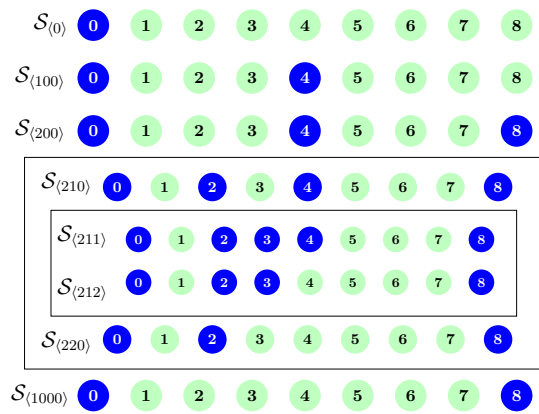 𝒮⟨0⟩ 0 1 2 3 4 5 6 7 8
𝒮⟨100⟩ 0 1 2 3 4 5 6 7 8
𝒮⟨200⟩ 0 1 2 3 4 5 6 7 8
𝒮⟨210⟩ 0 1 2 3 4 5 6 7 8
𝒮⟨211⟩ 0 1 2 3 4 5 6 7 8
𝒮⟨212⟩ 0 1 2 3 4 5 6 7 8
𝒮⟨220⟩ 0 1 2 3 4 5 6 7 8
𝒮⟨1000⟩ 0 1 2 3 4 5 6 7 8